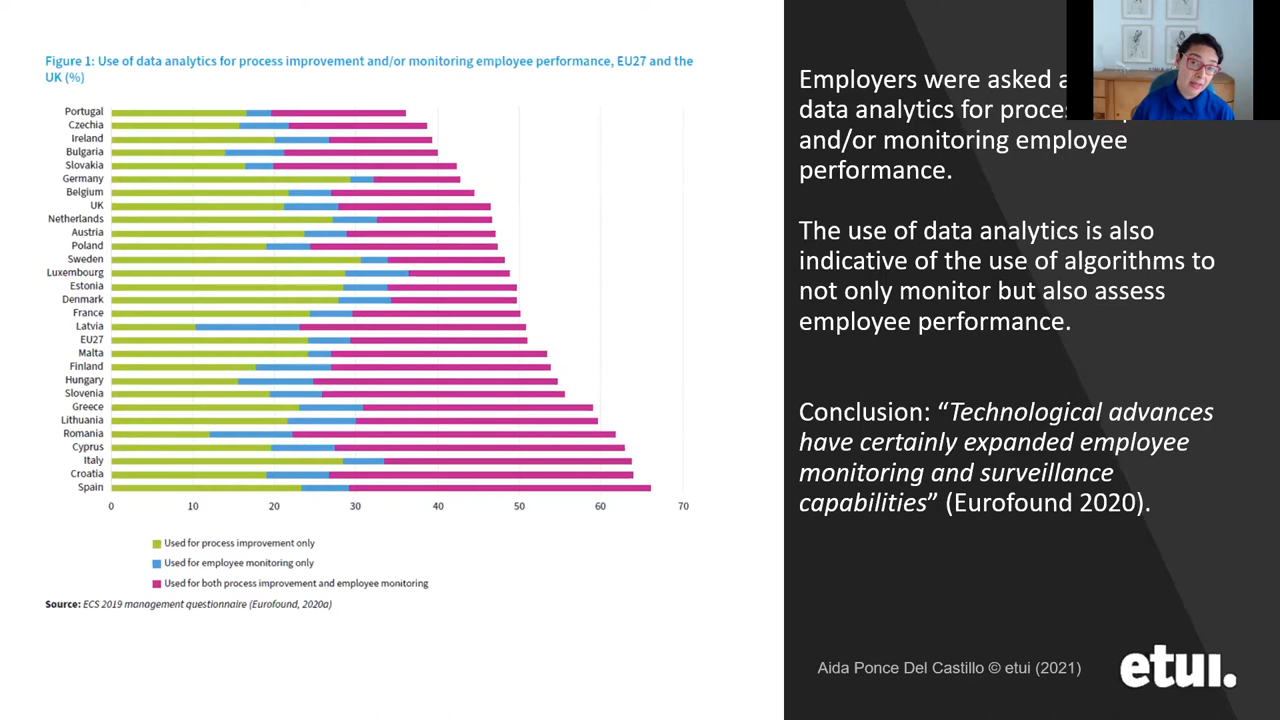 Figure 1: Use of data analytics for process improvement and/or monitoring employee performance, EU27 and the
UK (%)
Portugal
Czechia
Ireland
Bulgaria
Slovakia
Germany
Belgium
UK
Netherlands
Austria
Poland
Sweden
Luxembourg
Estonia
Denmark
France
Latvia
EU27
Malta
Finland
Hungary
Slovenia
Greece
Lithuania
Romania
Cyprus
Italy
Croatia
Spain
0 10 20 30 40 50 60 70
Used for process improvement only
Used for employee monitoring only
Used for both process improvement and employee monitoring
Source: ECS 2019 management questionnaire (Eurofound, 2020a)
Employers were asked
data analytics for
and/or monitoring employee
performance.
The use of data analytics is also
indicative of the use of algorithms to
not only monitor but also assess
employee performance.
Conclusion: “Technological advances
have certainly expanded employee
monitoring and surveillance
capabilities” (Eurofound 2020).
Aida Ponce Del Castillo © etui (2021)
etui.